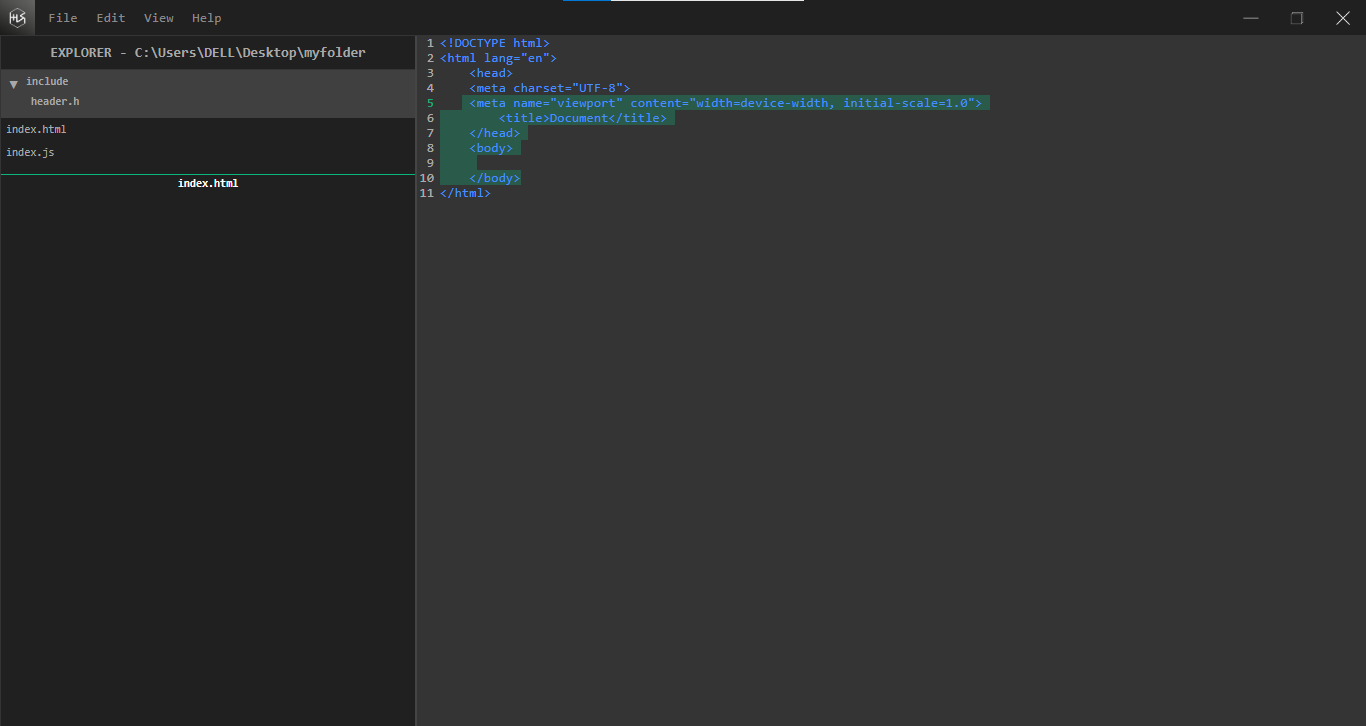 File Edit View Help
EXPLORER - C:\Users\DELL\Desktop\myfolder
▼ include
header.h
index.html
index.js
index.html
1 <!DOCTYPE html>
2 <html lang="en">
3     <head>
4     <meta charset="UTF-8">
5     <meta name="viewport" content="width=device-width, initial-scale=1.0">
6         <title>Document</title>
7     </head>
8     <body>
9
10     </body>
11 </html>